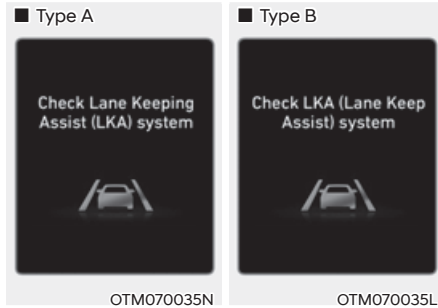 ■ Type A
Check Lane Keeping
Assist (LKA) system
OTM070035N
■ Type B
Check LKA (Lane Keep
Assist) system
OTM070035L